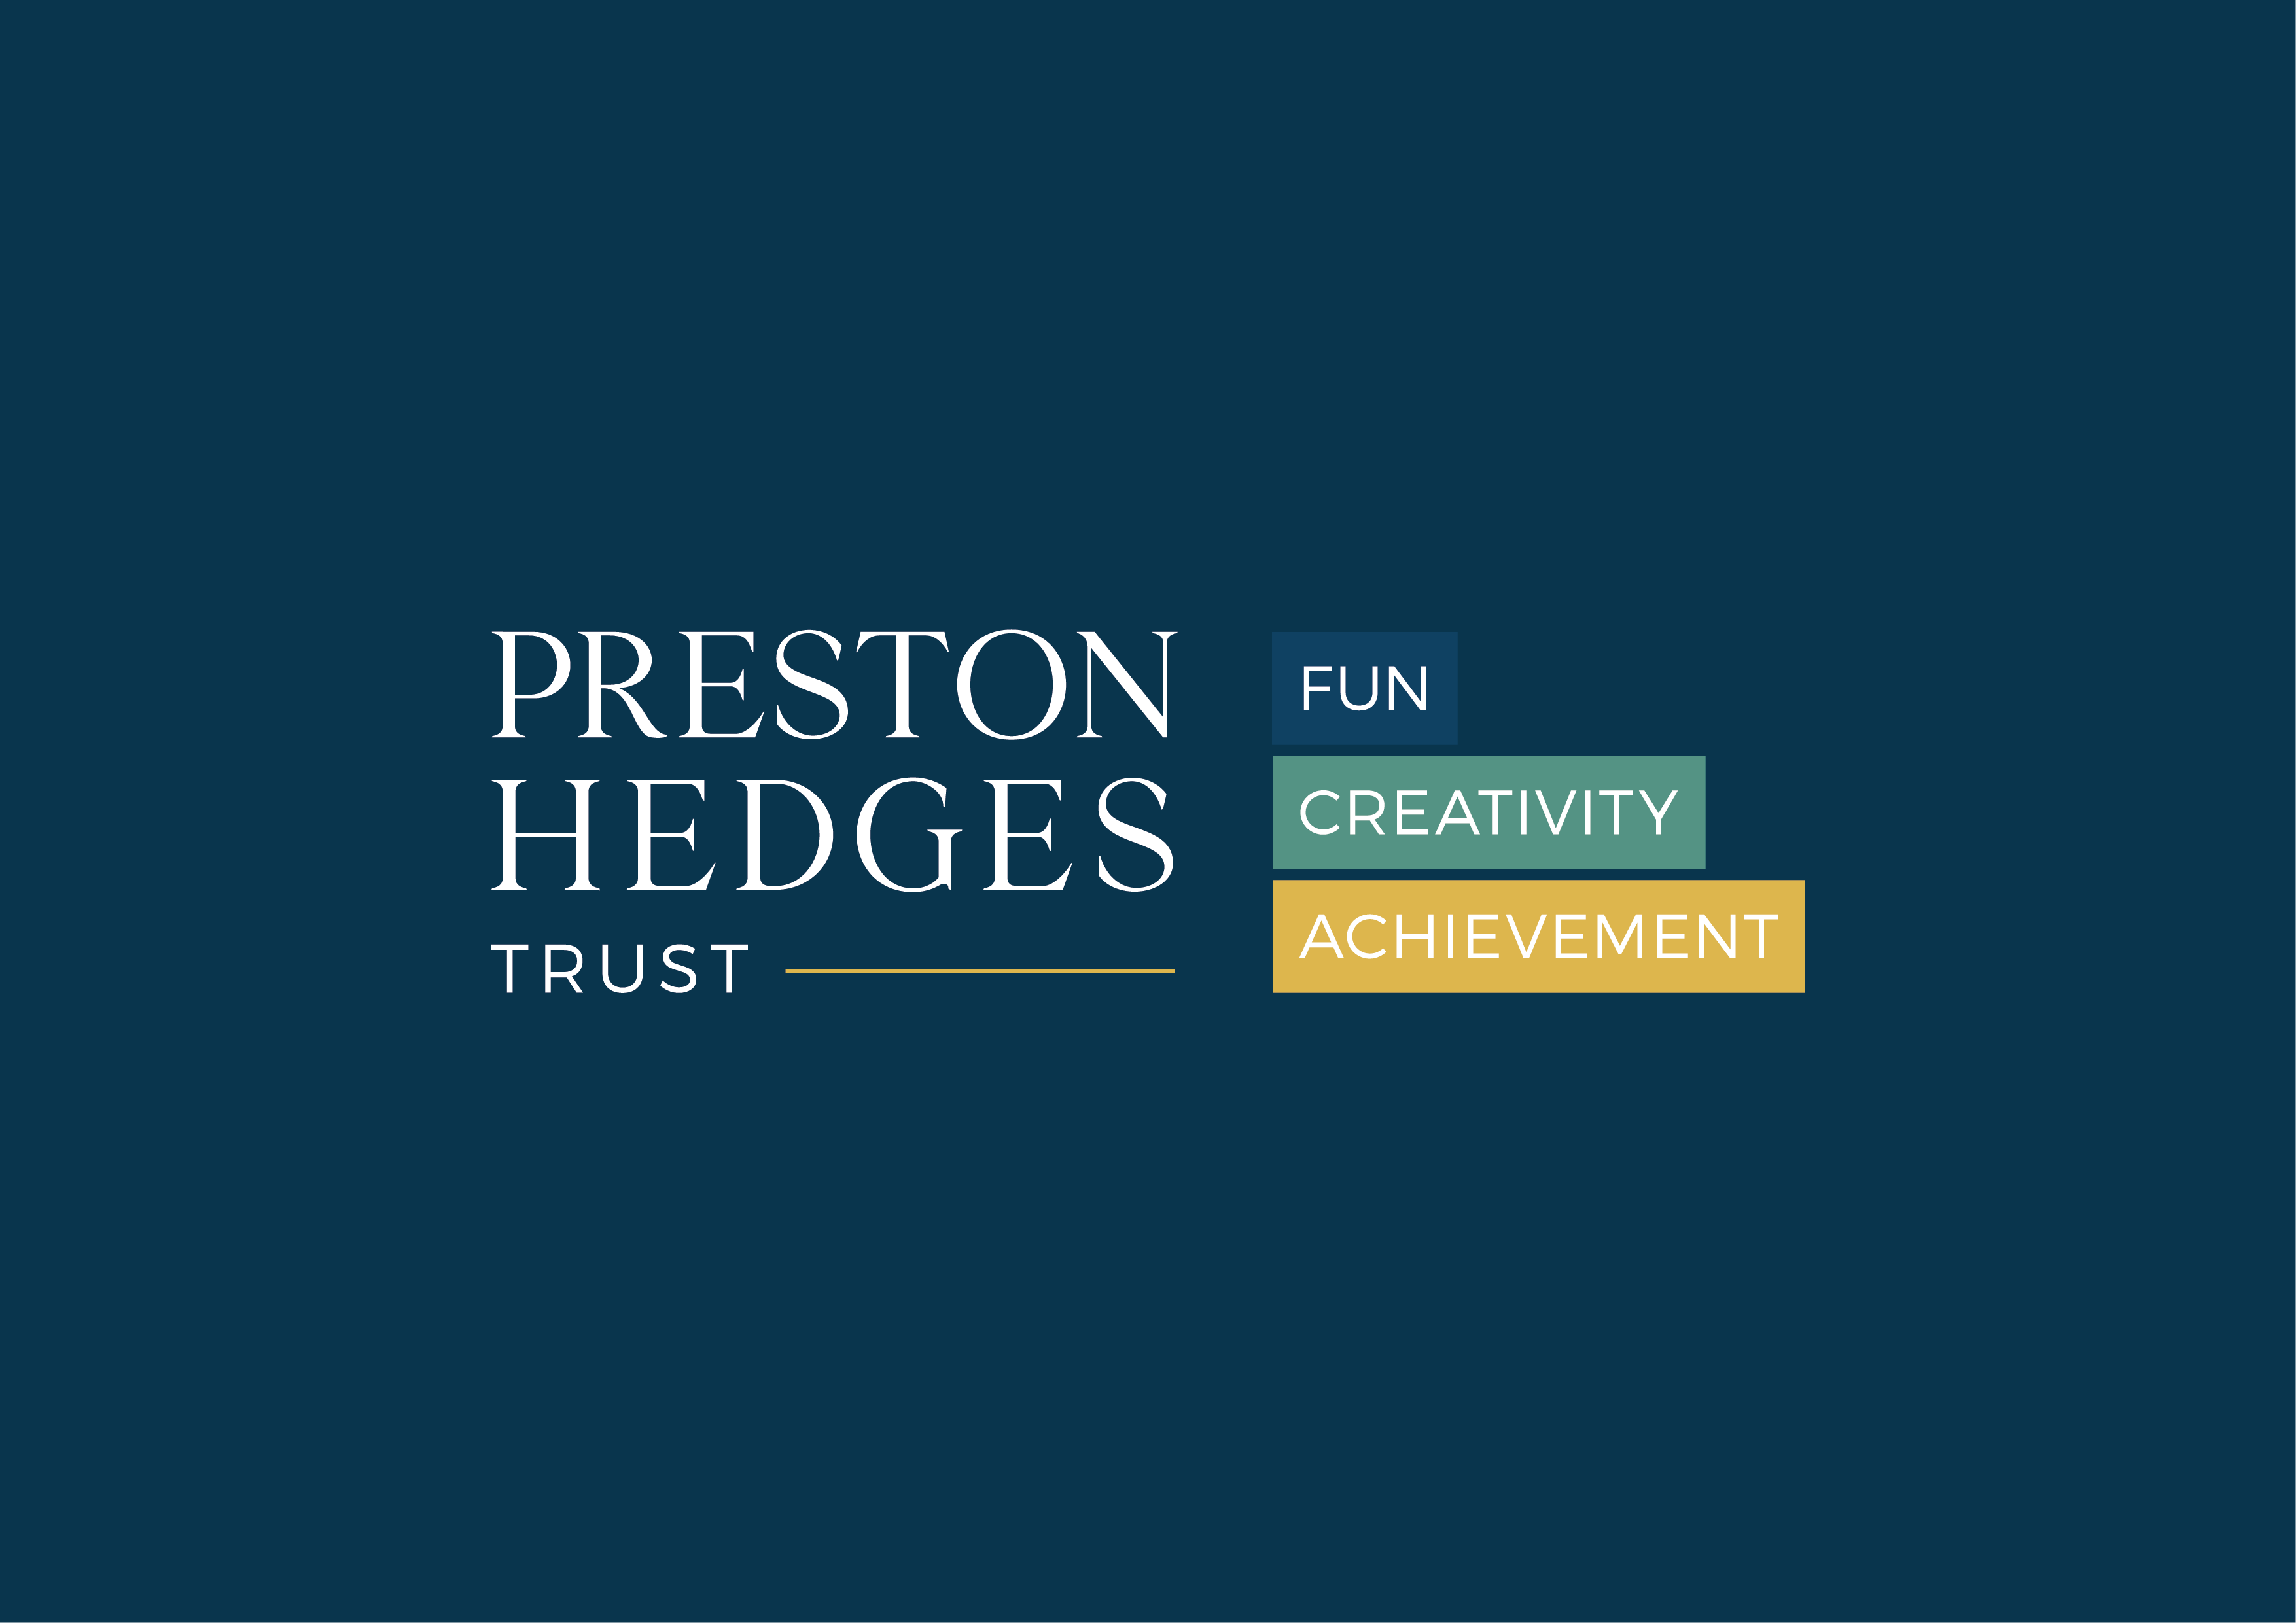 PRESTON
HEDGES
TRUST
FUN
CREATIVITY
ACHIEVEMENT